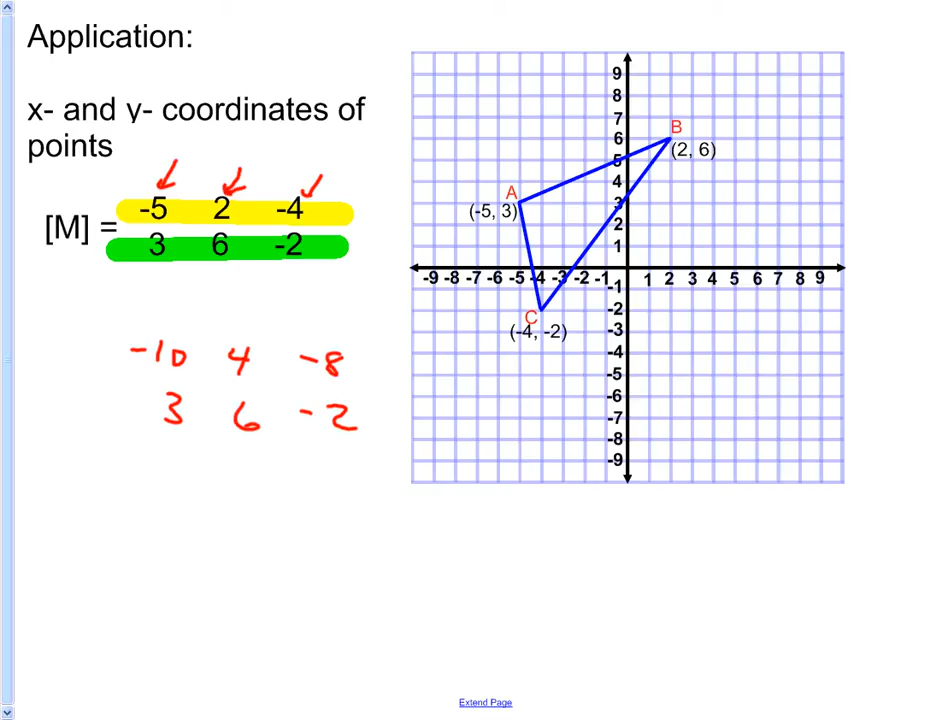 Application:
x- and y- coordinates of
points
[M] =
-5 2 -4
3 6 -2
-10 4 -8
3 6 -2
9
8
7
6
5
4
3
2
1
-9 -8 -7 -6 -5 -4 -3 -2 -1 1 2 3 4 5 6 7 8 9
-1
-2
-3
-4
-5
-6
-7
-8
-9
B
(2, 6)
A
(-5, 3)
C
(-4, -2)
Extend Page